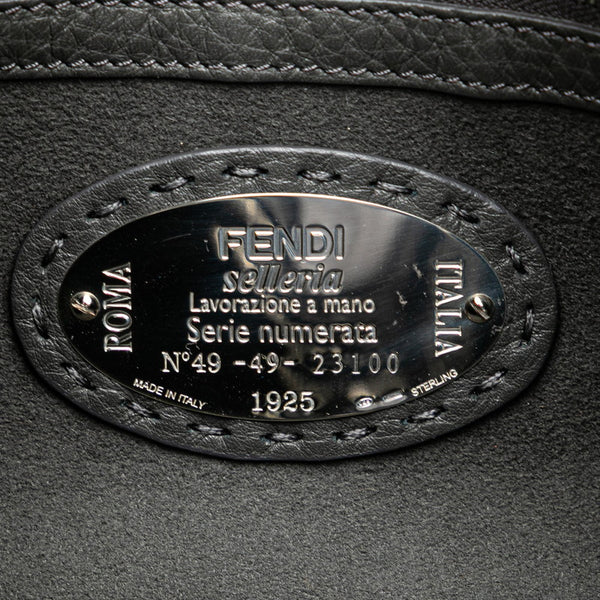 FENDI
selleria
Lavorazione a mano
Serie numerata
N°49 -49- 23100
1925
ROMA
ITALIA
MADE IN ITALY
STERLING